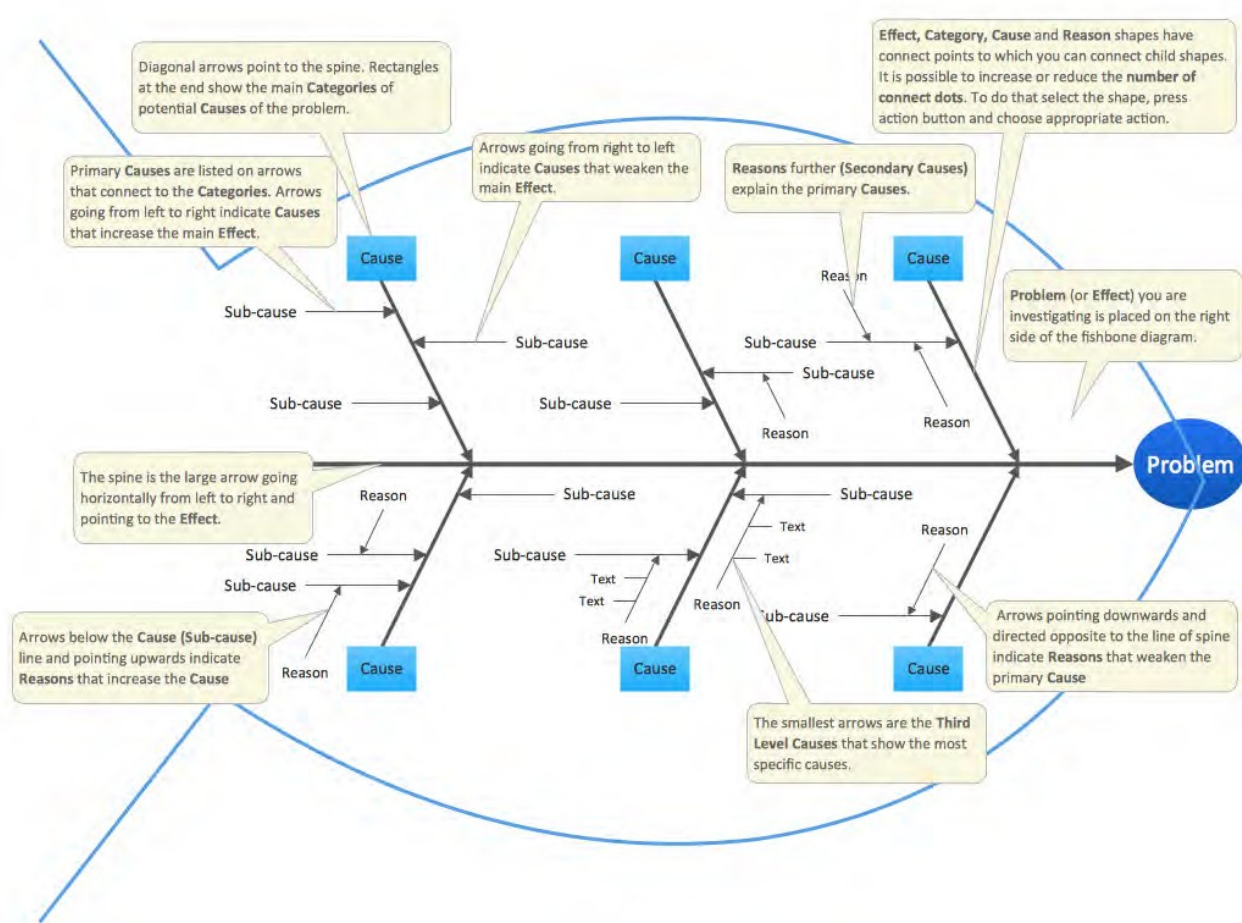 Effect, Category, Cause and Reason shapes have
connect points to which you can connect child shapes.
It is possible to increase or reduce the number of
connect dots. To do that select the shape, press
action button and choose appropriate action.
Diagonal arrows point to the spine. Rectangles
at the end show the main Categories of
potential Causes of the problem.
Arrows going from right to left
indicate Causes that weaken the
main Effect.
Reasons further (Secondary Causes)
explain the primary Causes.
Primary Causes are listed on arrows
that connect to the Categories. Arrows
going from left to right indicate Causes
that increase the main Effect.
Cause
Cause
Cause
Reason
Problem (or Effect) you are
investigating is placed on the right
side of the fishbone diagram.
Sub-cause
Sub-cause
Sub-cause
Sub-cause
Sub-cause
Sub-cause
Reason
Reason
Problem
The spine is the large arrow going
horizontally from left to right and
pointing to the Effect.
Reason
Sub-cause
Sub-cause
Text
Reason
Sub-cause
Sub-cause
Text
Sub-cause
Text
Text
Reason
Sub-cause
Arrows below the Cause (Sub-cause)
line and pointing upwards indicate
Reasons that increase the Cause
Reason
Reason
Cause
Cause
Cause
Arrows pointing downwards and
directed opposite to the line of spine
indicate Reasons that weaken the
primary Cause
The smallest arrows are the Third
Level Causes that show the most
specific causes.